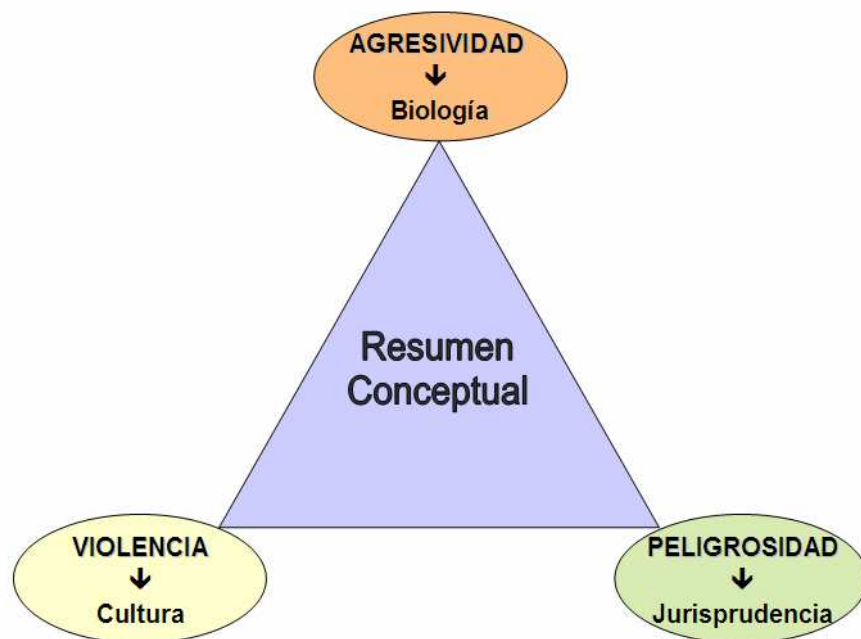 AGRESIVIDAD
↓
Biología
Resumen
Conceptual
VIOLENCIA
↓
Cultura
PELIGROSIDAD
↓
Jurisprudencia